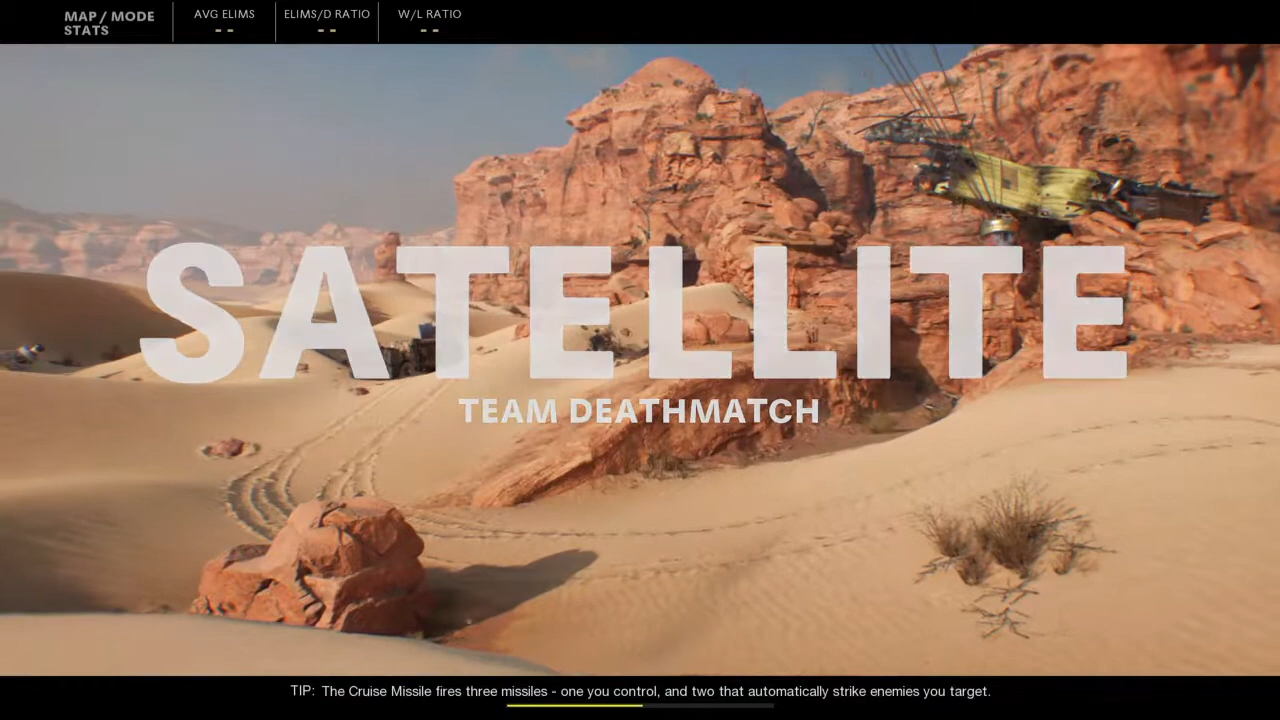 MAP / MODE
STATS
AVG ELIMS
--
ELIMS/D RATIO
--
W/L RATIO
--
SATELLITE
TEAM DEATHMATCH
TIP: The Cruise Missile fires three missiles - one you control, and two that automatically strike enemies you target.